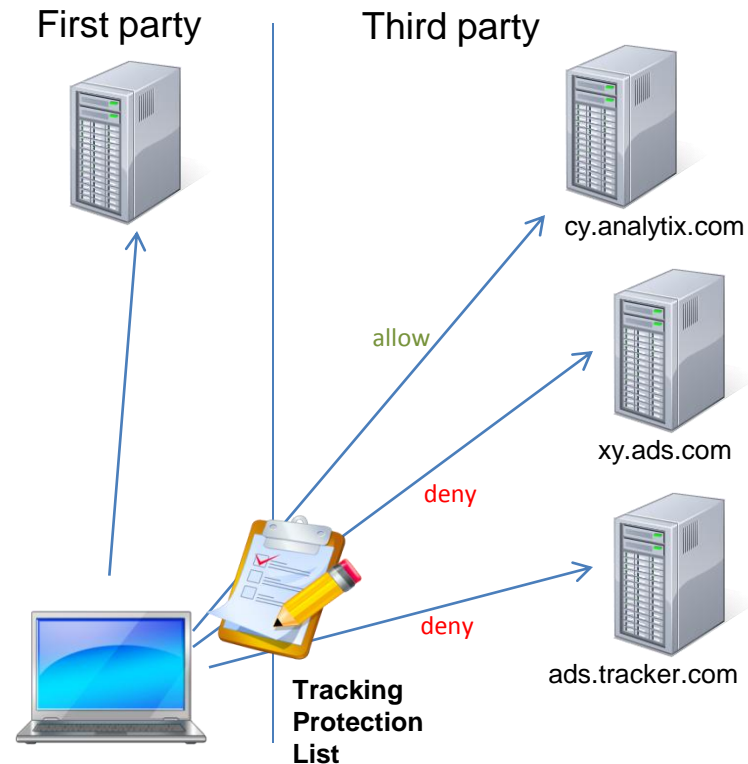 First party
Third party
cy.analytix.com
allow
xy.ads.com
deny
deny
ads.tracker.com
Tracking
Protection
List